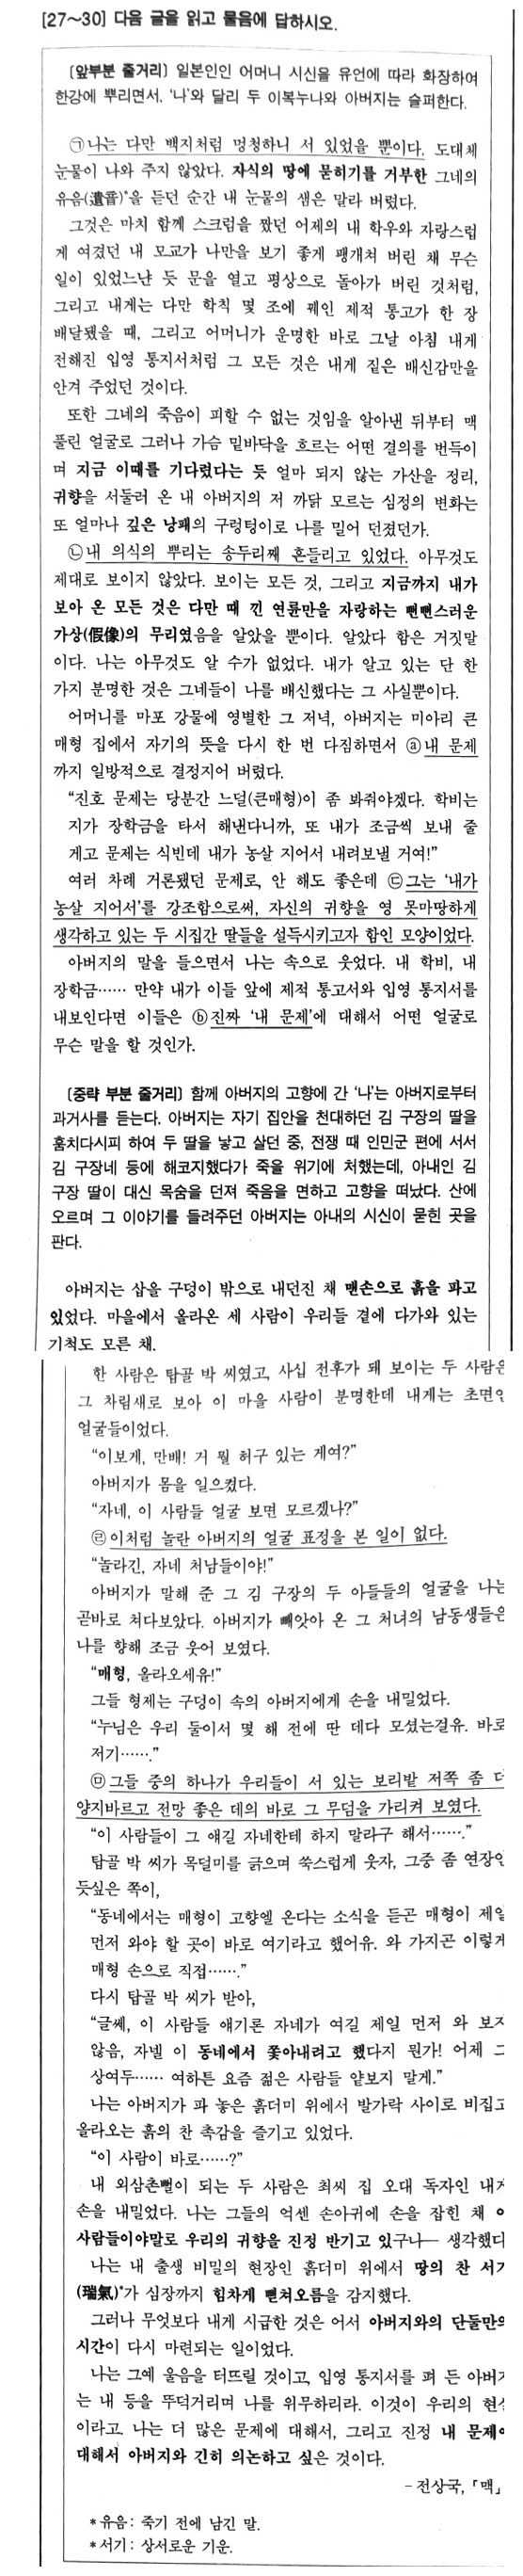 [27~30] 다음 글을 읽고 물음에 답하시오.
[앞부분 줄거리] 일본인인 어머니 시신을 유언에 따라 화장하여
한강에 뿌리면서, ‘나’와 달리 두 이복누나와 아버지는 슬퍼한다.
㉠나는 다만 백지처럼 멍청하니 서 있었을 뿐이다. 도대체
눈물이 나와 주지 않았다. 자식의 땅에 묻히기를 거부한 그네의
유음(遺音)*을 듣던 순간 내 눈물의 샘은 말라 버렸다.
그것은 마치 함께 스크럼을 짰던 어제의 내 학우와 자랑스럽
게 여겼던 내 모교가 나만을 보기 좋게 팽개쳐 버린 채 무슨
일이 있었느냔 듯 문을 열고 평상으로 돌아가 버린 것처럼,
그리고 내게는 다만 학칙 몇 조에 꿰인 제적 통고가 한 장
배달됐을 때, 그리고 어머니가 운명한 바로 그날 아침 내게
전해진 입영 통지서처럼 그 모든 것은 내게 짙은 배신감만을
안겨 주었던 것이다.
또한 그네의 죽음이 피할 수 없는 것임을 알아낸 뒤부터 맥
풀린 얼굴로 그러나 가슴 밑바닥을 흐르는 어떤 결의를 번득이
며 지금 이때를 기다렸다는 듯 얼마 되지 않는 가산을 정리,
귀향을 서둘러 온 내 아버지의 저 까닭 모르는 심정의 변화는
또 얼마나 깊은 낭패의 구렁텅이로 나를 밀어 던졌던가.
㉡내 의식의 뿌리는 송두리째 흔들리고 있었다. 아무것도
제대로 보이지 않았다. 보이는 모든 것, 그리고 지금까지 내가
보아 온 모든 것은 다만 때 낀 연륜만을 자랑하는 뻔뻔스러운
가상(假像)의 무리였음을 알았을 뿐이다. 알았다 함은 거짓말
이다. 나는 아무것도 알 수가 없었다. 내가 알고 있는 단 한
가지 분명한 것은 그네들이 나를 배신했다는 그 사실뿐이다.
어머니를 마포 강물에 영별한 그 저녁, 아버지는 미아리 큰
매형 집에서 자기의 뜻을 다시 한 번 다짐하면서 ⓐ내 문제
까지 일방적으로 결정지어 버렸다.
“진호 문제는 당분간 느덜(큰매형)이 좀 봐줘야겠다. 학비는
지가 장학금을 타서 해낸다니까, 또 내가 조금씩 보내 줄
게고 문제는 식빈데 내가 농살 지어서 내려보낼 거여!”
여러 차례 거론됐던 문제로, 안 해도 좋은데 ㉢그는 ‘내가
농살 지어서’를 강조함으로써, 자신의 귀향을 영 못마땅하게
생각하고 있는 두 시집간 딸들을 설득시키고자 함인 모양이었다.
아버지의 말을 들으면서 나는 속으로 웃었다. 내 학비, 내
장학금…… 만약 내가 이들 앞에 제적 통고서와 입영 통지서를
내보인다면 이들은 ⓑ진짜 ‘내 문제’에 대해서 어떤 얼굴로
무슨 말을 할 것인가.
[중략 부분 줄거리] 함께 아버지의 고향에 간 ‘나’는 아버지로부터
과거사를 듣는다. 아버지는 자기 집안을 천대하던 김 구장의 딸을
훔치다시피 하여 두 딸을 낳고 살던 중, 전쟁 때 인민군 편에 서서
김 구장네 등에 해코지했다가 죽을 위기에 처했는데, 아내인 김
구장 딸이 대신 목숨을 던져 죽음을 면하고 고향을 떠났다. 산에
오르며 그 이야기를 들려주던 아버지는 아내의 시신이 묻힌 곳을
판다.
아버지는 삽을 구덩이 밖으로 내던진 채 맨손으로 흙을 파고
있었다. 마을에서 올라온 세 사람이 우리들 곁에 다가와 있는
기척도 모른 채.
한 사람은 탑골 박 씨였고, 사십 전후가 돼 보이는 두 사람은
그 차림새로 보아 이 마을 사람이 분명한데 내게는 초면인
얼굴들이었다.
“이보게, 만배! 거 뭘 허구 있는 게여?”
아버지가 몸을 일으켰다.
“자네, 이 사람들 얼굴 보면 모르겠나?”
㉣이처럼 놀란 아버지의 얼굴 표정을 본 일이 없다.
“놀라긴, 자네 처남들이야!”
아버지가 말해 준 그 김 구장의 두 아들들의 얼굴을 나는
곧바로 쳐다보았다. 아버지가 빼앗아 온 그 처녀의 남동생들은
나를 향해 조금 웃어 보였다.
“매형, 올라오세유!”
그들 형제는 구덩이 속의 아버지에게 손을 내밀었다.
“누님은 우리 둘이서 몇 해 전에 딴 데다 모셨는걸유. 바로
저기…….”
㉤그들 중의 하나가 우리들이 서 있는 보리밭 저쪽 좀 더
양지바르고 전망 좋은 데의 바로 그 무덤을 가리켜 보였다.
“이 사람들이 그 얘길 자네한테 하지 말라구 해서…….”
탑골 박 씨가 목덜미를 긁으며 쑥스럽게 웃자, 그중 좀 연장인
듯싶은 쪽이,
“동네에서는 매형이 고향엘 온다는 소식을 듣곤 매형이 제일
먼저 와야 할 곳이 바로 여기라고 했어유. 와 가지곤 이렇게
매형 손으로 직접…….”
다시 탑골 박 씨가 받아,
“글쎄, 이 사람들 얘기론 자네가 여길 제일 먼저 와 보지
않음, 자넬 이 동네에서 쫓아내려고 했다지 뭔가! 어제 그
상여두…… 여하튼 요즘 젊은 사람들 얕보지 말게.”
나는 아버지가 파 놓은 흙더미 위에서 발가락 사이로 비집고
올라오는 흙의 찬 촉감을 즐기고 있었다.
“이 사람이 바로……?”
내 외삼촌뻘이 되는 두 사람은 최씨 집 오대 독자인 내게
손을 내밀었다. 나는 그들의 억센 손아귀에 손을 잡힌 채 이
사람들이야말로 우리의 귀향을 진정 반기고 있구나─ 생각했다.
나는 내 출생 비밀의 현장인 흙더미 위에서 땅의 찬 서기
(瑞氣)*가 심장까지 힘차게 뻗쳐오름을 감지했다.
그러나 무엇보다 내게 시급한 것은 어서 아버지와의 단둘만의
시간이 다시 마련되는 일이었다.
나는 그예 울음을 터뜨릴 것이고, 입영 통지서를 펴 든 아버지
는 내 등을 뚜덕거리며 나를 위무하리라. 이것이 우리의 현실
이라고. 나는 더 많은 문제에 대해서, 그리고 진정 내 문제에
대해서 아버지와 긴히 의논하고 싶은 것이다.
- 전상국, 「맥」
*유음: 죽기 전에 남긴 말.
*서기: 상서로운 기운.